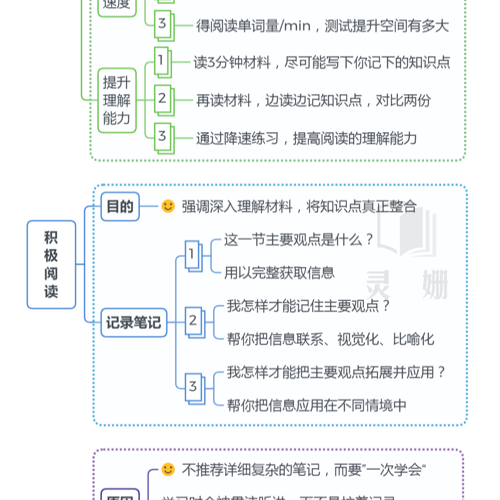 速度
3 得阅读单词量/min，测试提升空间有多大
提升
理解
能力
1 读3分钟材料，尽可能写下你记下的知识点
2 再读材料，边读边记知识点，对比两份
3 通过降速练习，提高阅读的理解能力
积极阅读
目的
强调深入理解材料，将知识点真正整合
灵姗
记录笔记
1 这一节主要观点是什么？
用以完整获取信息
2 我怎样才能记住主要观点？
帮你把信息联系、视觉化、比喻化
3 我怎样才能把主要观点拓展并应用？
帮你把信息应用在不同情境中
不推荐详细复杂的笔记，而要"一次学会"